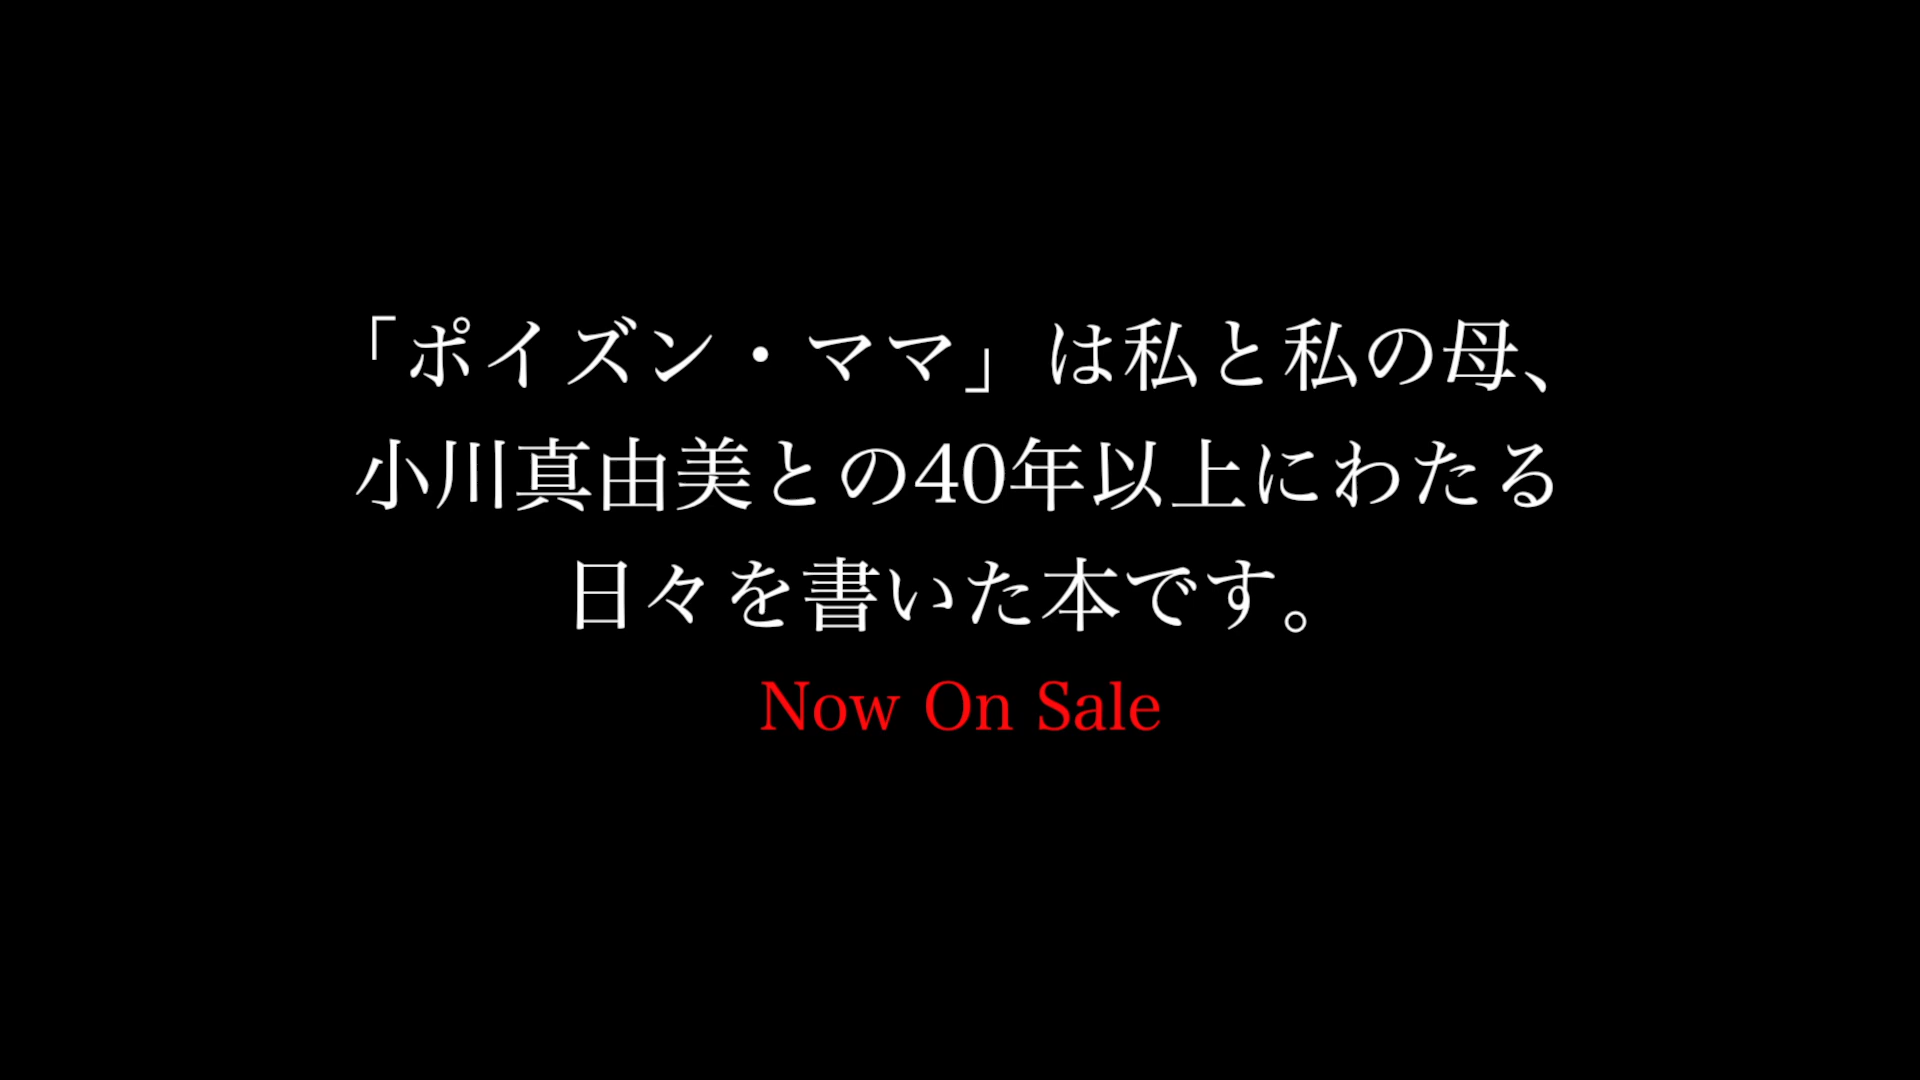 「ポイズン・ママ」は私と私の母、
小川真由美との40年以上にわたる
日々を書いた本です。
Now On Sale